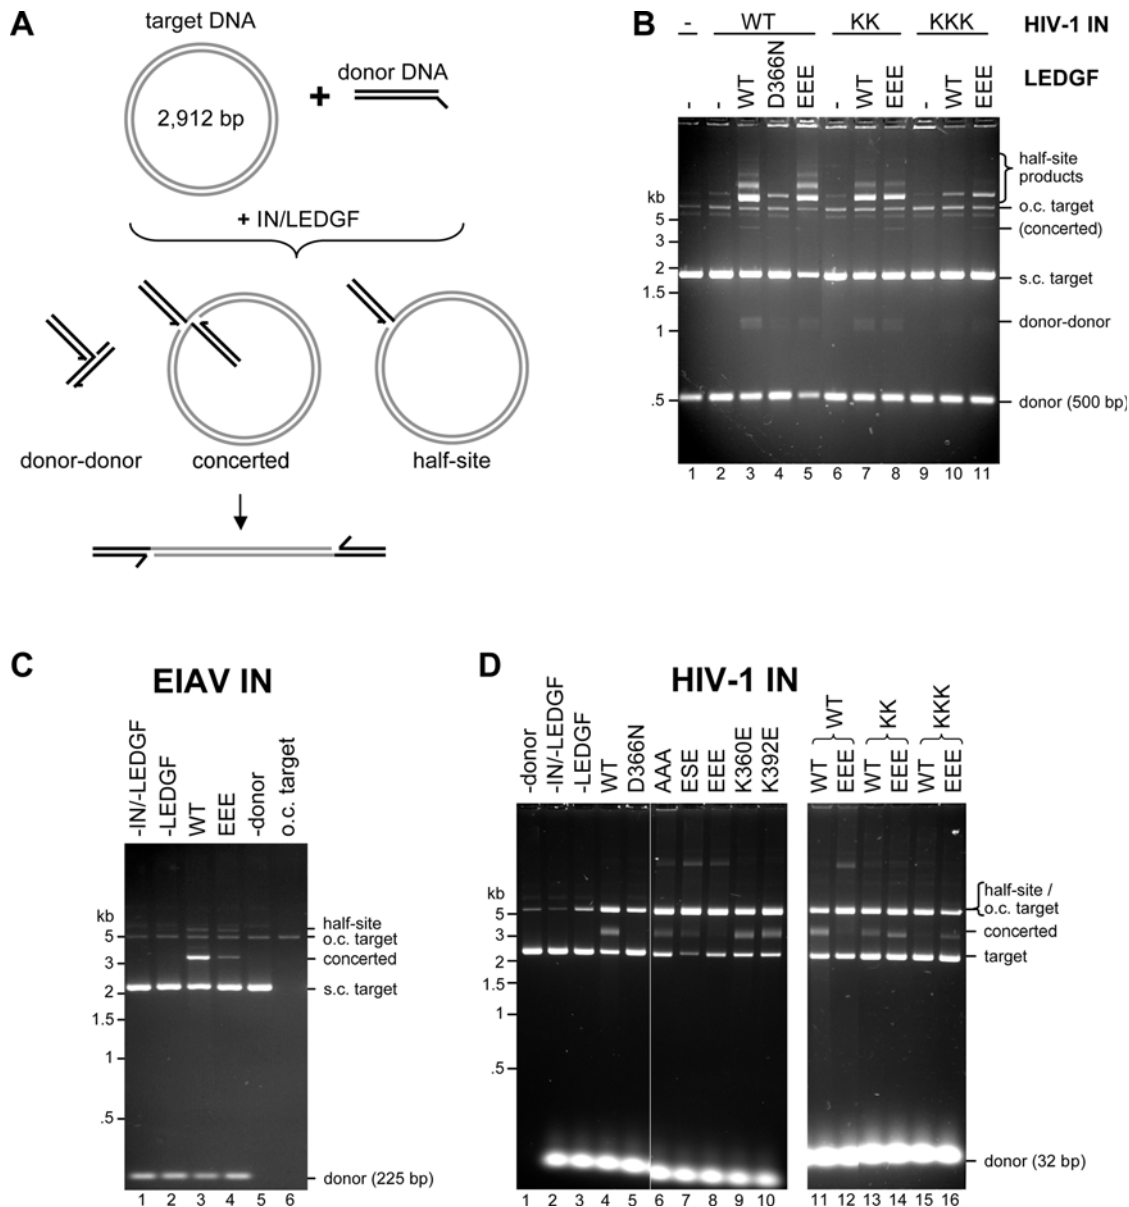 A
target DNA
2,912 bp
+
donor DNA
+ IN/LEDGF
donor-donor
concerted
half-site
B
- WT KK KKK HIV-1 IN
- - WT D366N EEE - WT EEE - WT EEE LEDGF
kb
5
3
2
1.5
1
.5
half-site
products
o.c. target
(concerted)
s.c. target
donor-donor
donor (500 bp)
1 2 3 4 5 6 7 8 9 10 11
C
EIAV IN
-IN/-LEDGF -LEDGF WT EEE -donor o.c. target
kb
5
3
2
1.5
1
.5
half-site
o.c. target
concerted
s.c. target
donor (225 bp)
1 2 3 4 5 6
D
HIV-1 IN
-donor -IN/-LEDGF -LEDGF WT D366N AAA ESE EEE K360E K392E
WT KK KKK
WT EEE WT EEE WT EEE
kb
5
3
2
1.5
1
.5
half-site /
o.c. target
concerted
target
donor (32 bp)
1 2 3 4 5 6 7 8 9 10
11 12 13 14 15 16